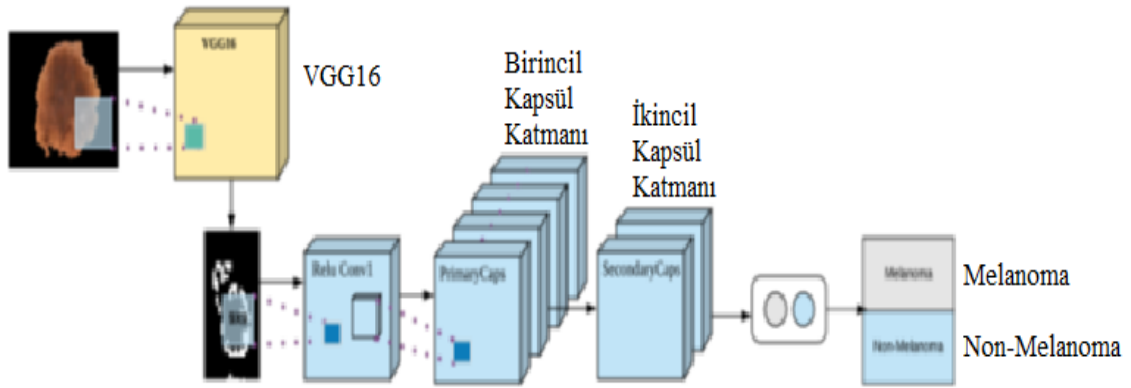 VGG16
VGG16
Birincil
Kapsül
Katmanı
İkincil
Kapsül
Katmanı
Relu Conv1
PrimaryCaps
SecondaryCaps
Melanoma
Melanoma
Non-Melanoma
Non-Melanoma